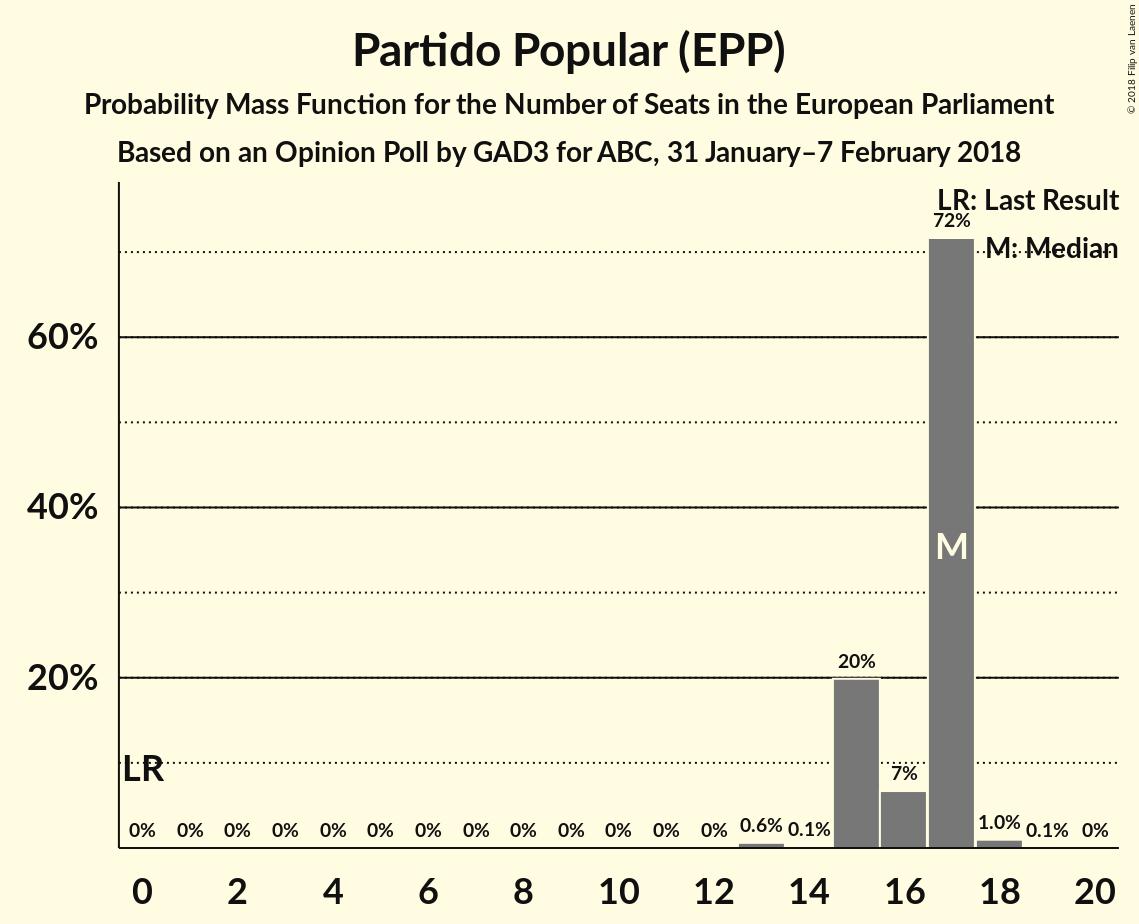 Partido Popular (EPP)
Probability Mass Function for the Number of Seats in the European Parliament
Based on an Opinion Poll by GAD3 for ABC, 31 January–7 February 2018
© 2018 Filip van Laenen
LR: Last Result
M: Median
72%
60%
40%
M
20%
20%
LR
7%
0% 0% 0% 0% 0% 0% 0% 0% 0% 0% 0% 0% 0% 0.6% 0.1% 1.0% 0.1% 0%
0 2 4 6 8 10 12 14 16 18 20